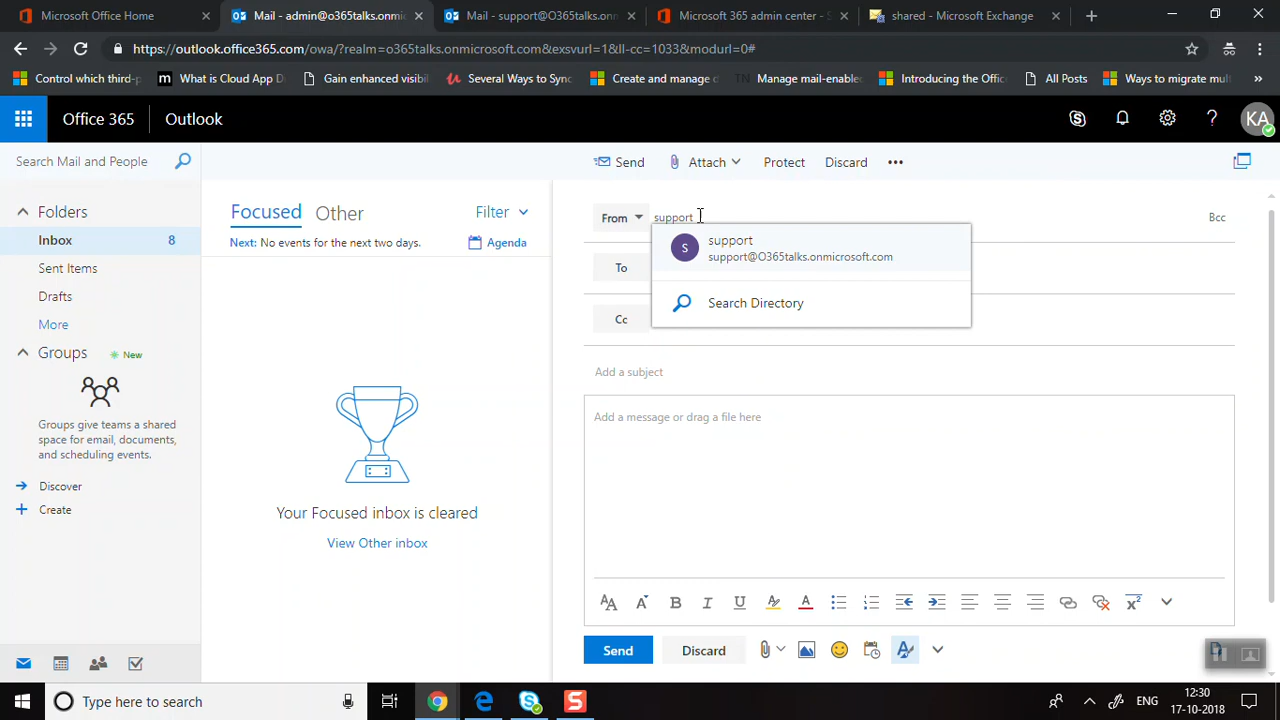 Microsoft Office Home
Mail - admin@o365talks.onmic
Mail - support@O365talks.onm
Microsoft 365 admin center - S
shared - Microsoft Exchange
https://outlook.office365.com/owa/?realm=o365talks.onmicrosoft.com&exsvurl=1&ll-cc=1033&modurl=0#
Control which third-p
What is Cloud App D
Gain enhanced visibil
Several Ways to Sync
Create and manage
Manage mail-enable
Introducing the Offic
All Posts
Ways to migrate mult
Office 365
Outlook
KA
Search Mail and People
Send
Attach
Protect
Discard
Folders
Inbox 8
Sent Items
Drafts
More
Groups
New
Groups give teams a shared
space for email, documents,
and scheduling events.
Discover
Create
Focused
Other
Filter
Next: No events for the next two days.
Agenda
Your Focused inbox is cleared
View Other inbox
From
support
Bcc
S
support
support@O365talks.onmicrosoft.com
To
Search Directory
Cc
Add a subject
Add a message or drag a file here
Send
Discard
Type here to search
ENG
12:30
17-10-2018